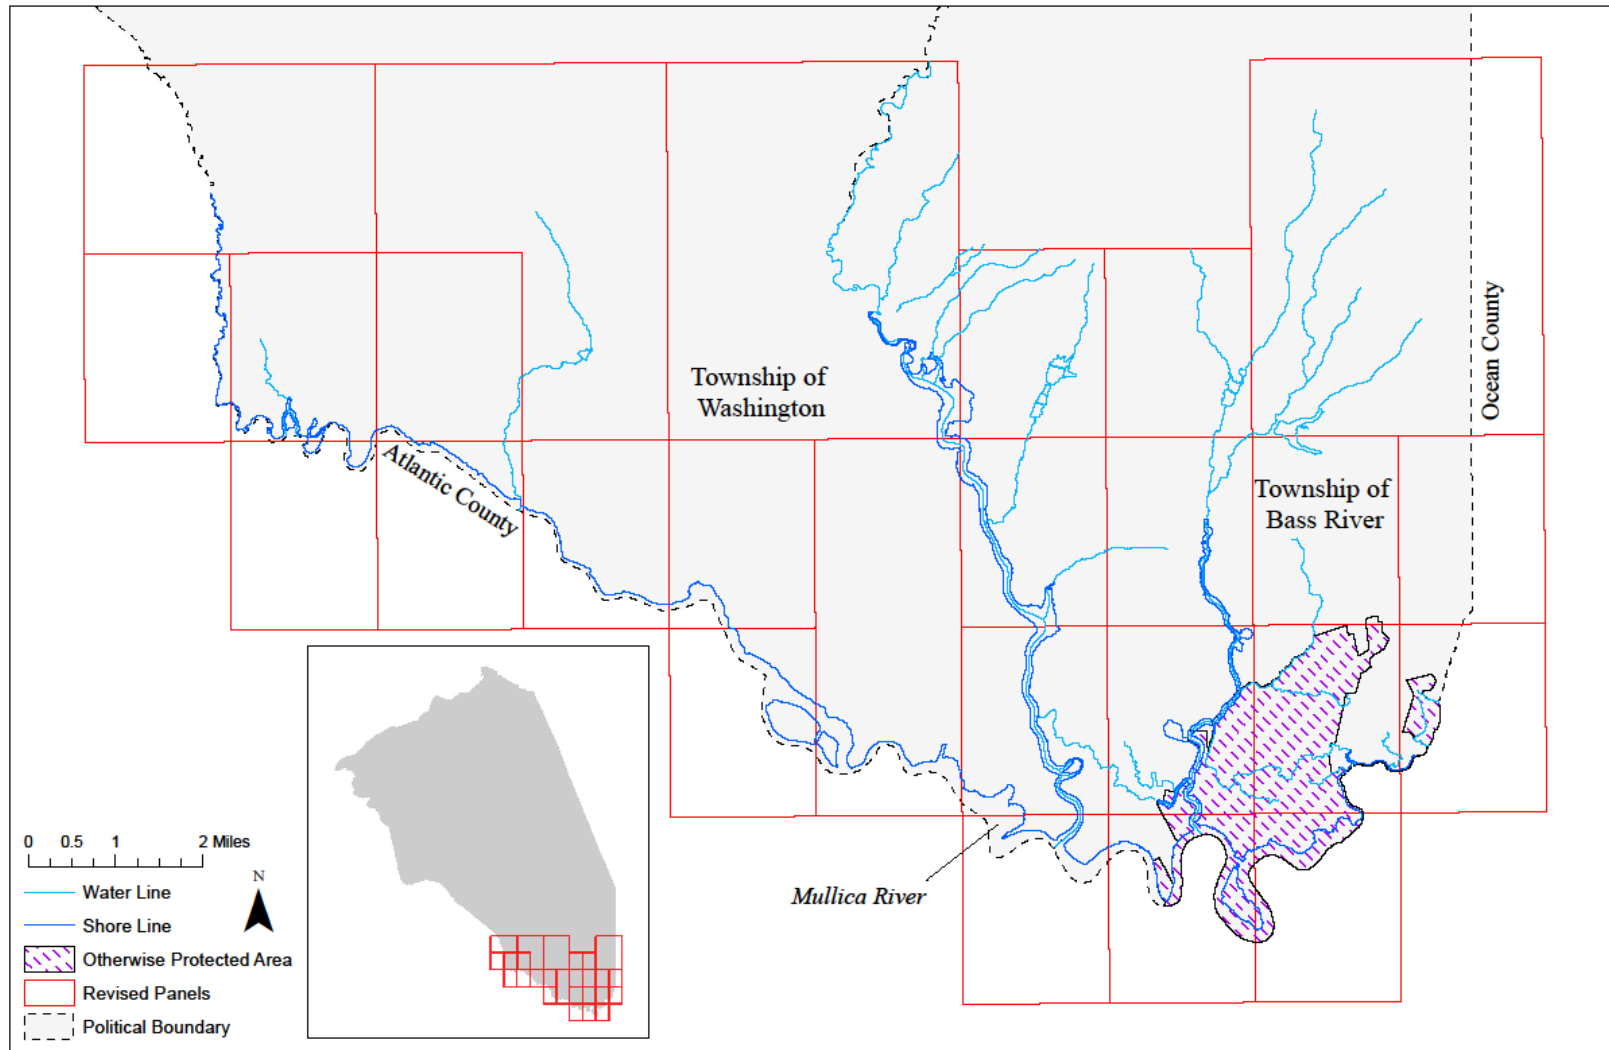 Township of
Washington
Ocean County
Atlantic County
Township of
Bass River
Mullica River
0 0.5 1 2 Miles
N
Water Line
Shore Line
Otherwise Protected Area
Revised Panels
Political Boundary